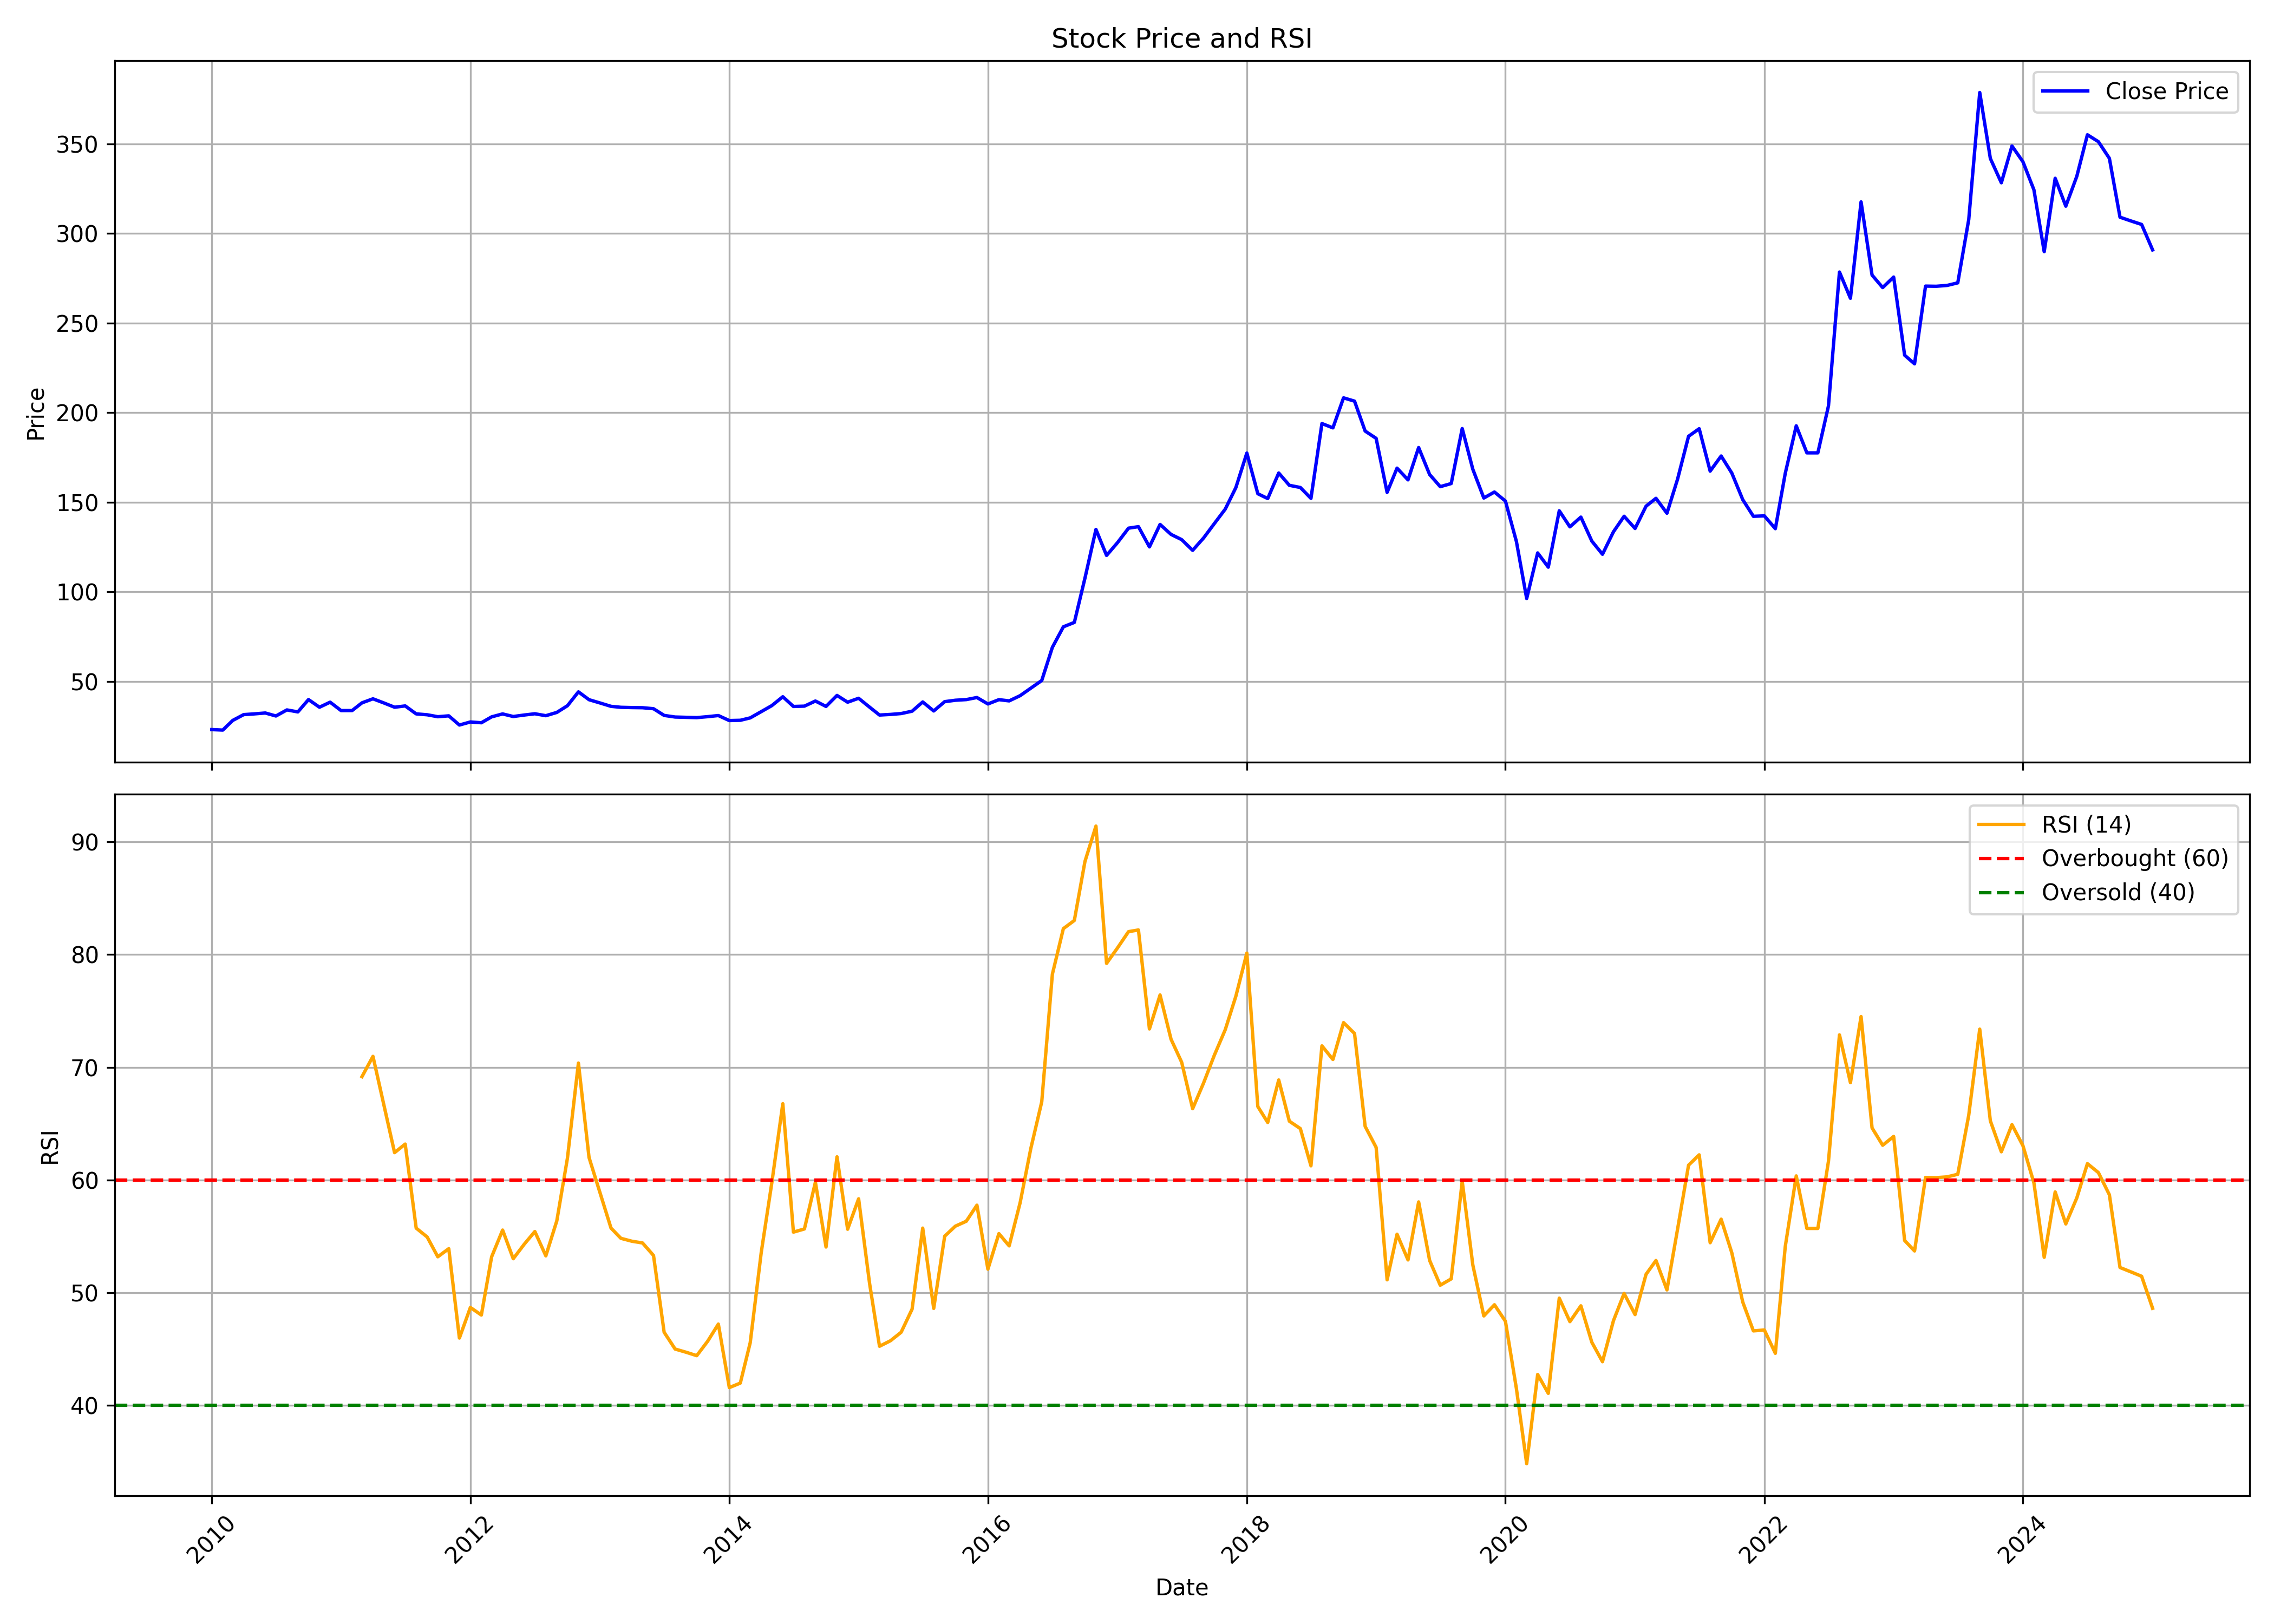 Stock Price and RSI
Close Price
350
300
250
200
150
100
50
Price
RSI (14)
Overbought (60)
Oversold (40)
90
80
70
60
50
40
RSI
2010
2012
2014
2016
2018
2020
2022
2024
Date